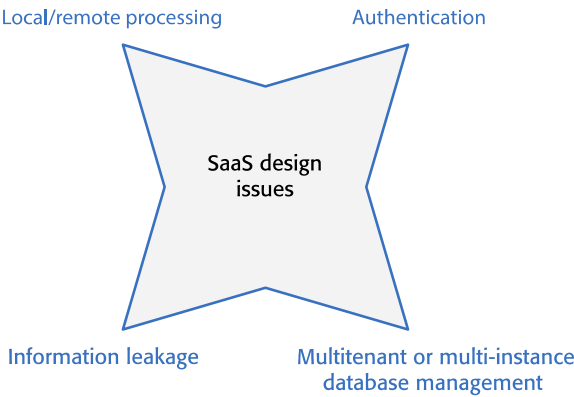 Local/remote processing
Authentication
SaaS design
issues
Information leakage
Multitenant or multi-instance
database management